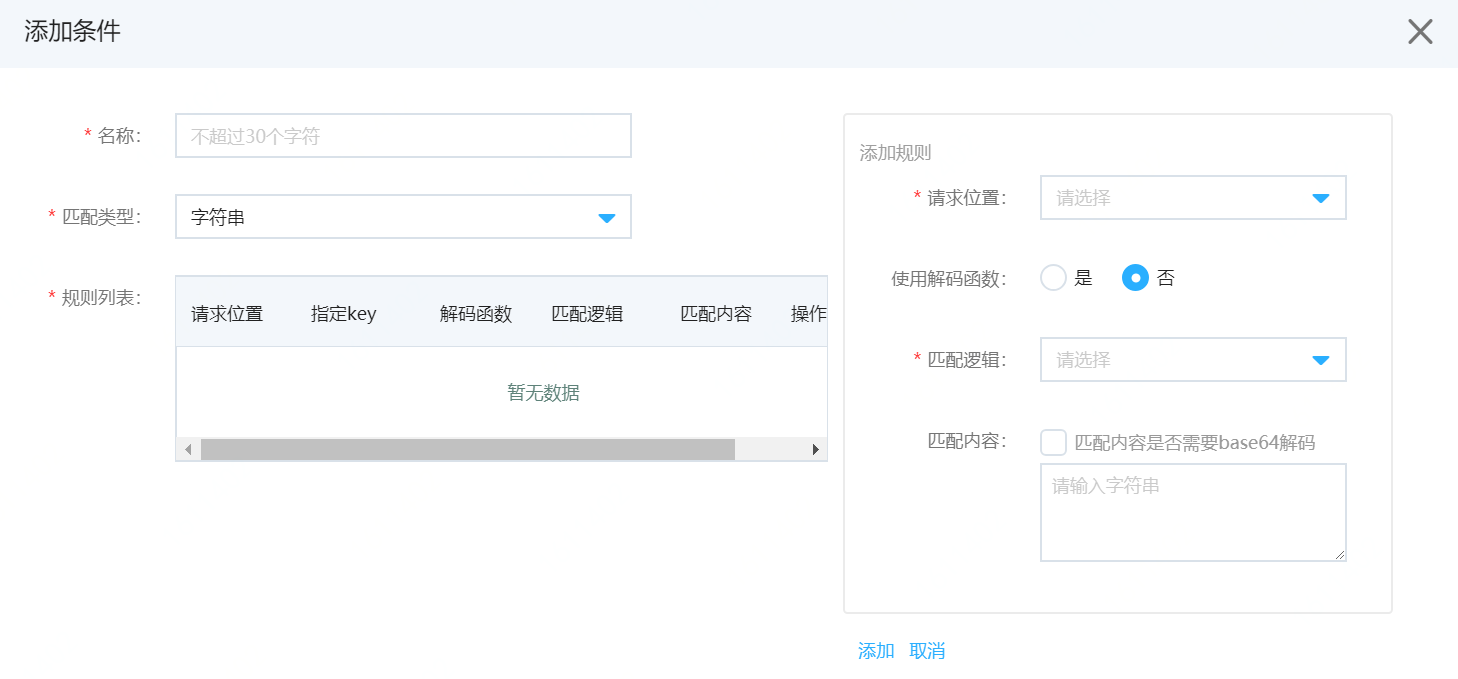 添加条件
* 名称：
不超过30个字符
* 匹配类型：
字符串
* 规则列表：
请求位置 指定key 解码函数 匹配逻辑 匹配内容 操作
暂无数据
添加规则
* 请求位置：
请选择
使用解码函数：
是 否
* 匹配逻辑：
请选择
匹配内容：
匹配内容是否需要base64解码
请输入字符串
添加 取消